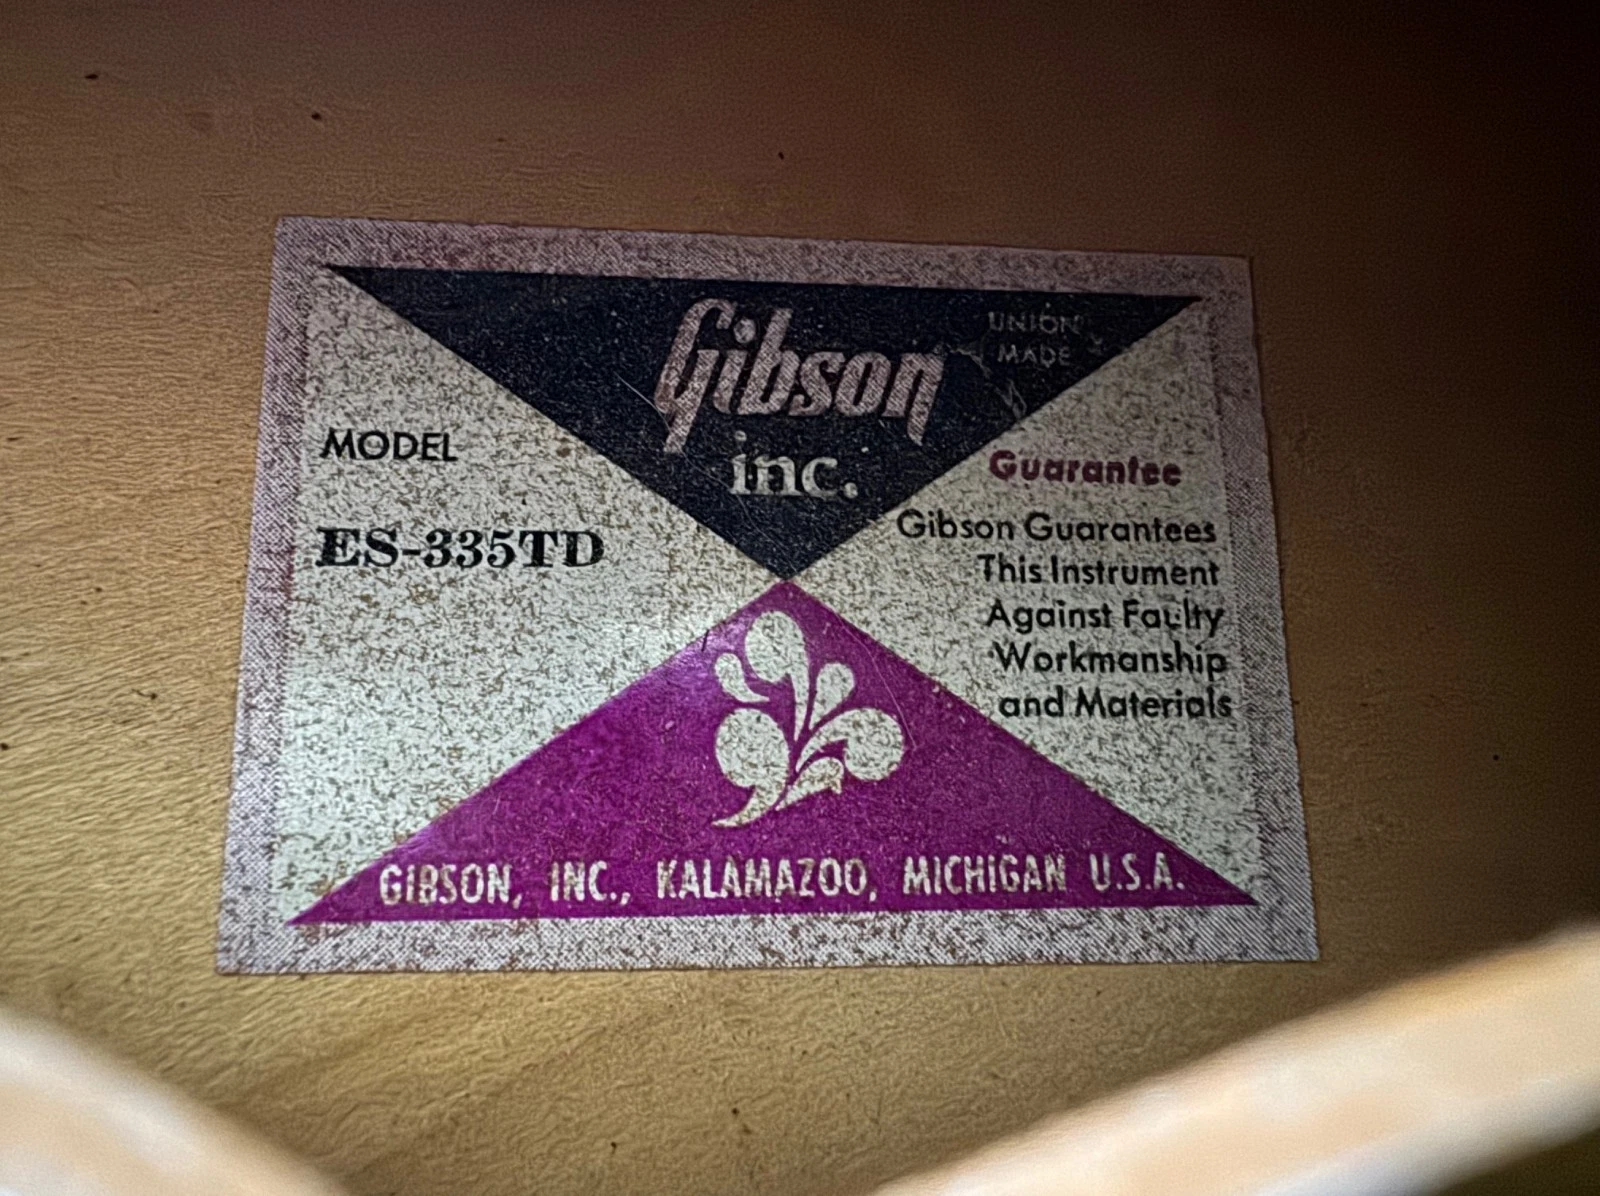 Gibson
inc.
UNION
MADE
MODEL
ES-335TD
Guarantee
Gibson Guarantees
This Instrument
Against Faulty
Workmanship
and Materials
GIBSON, INC., KALAMAZOO, MICHIGAN U.S.A.